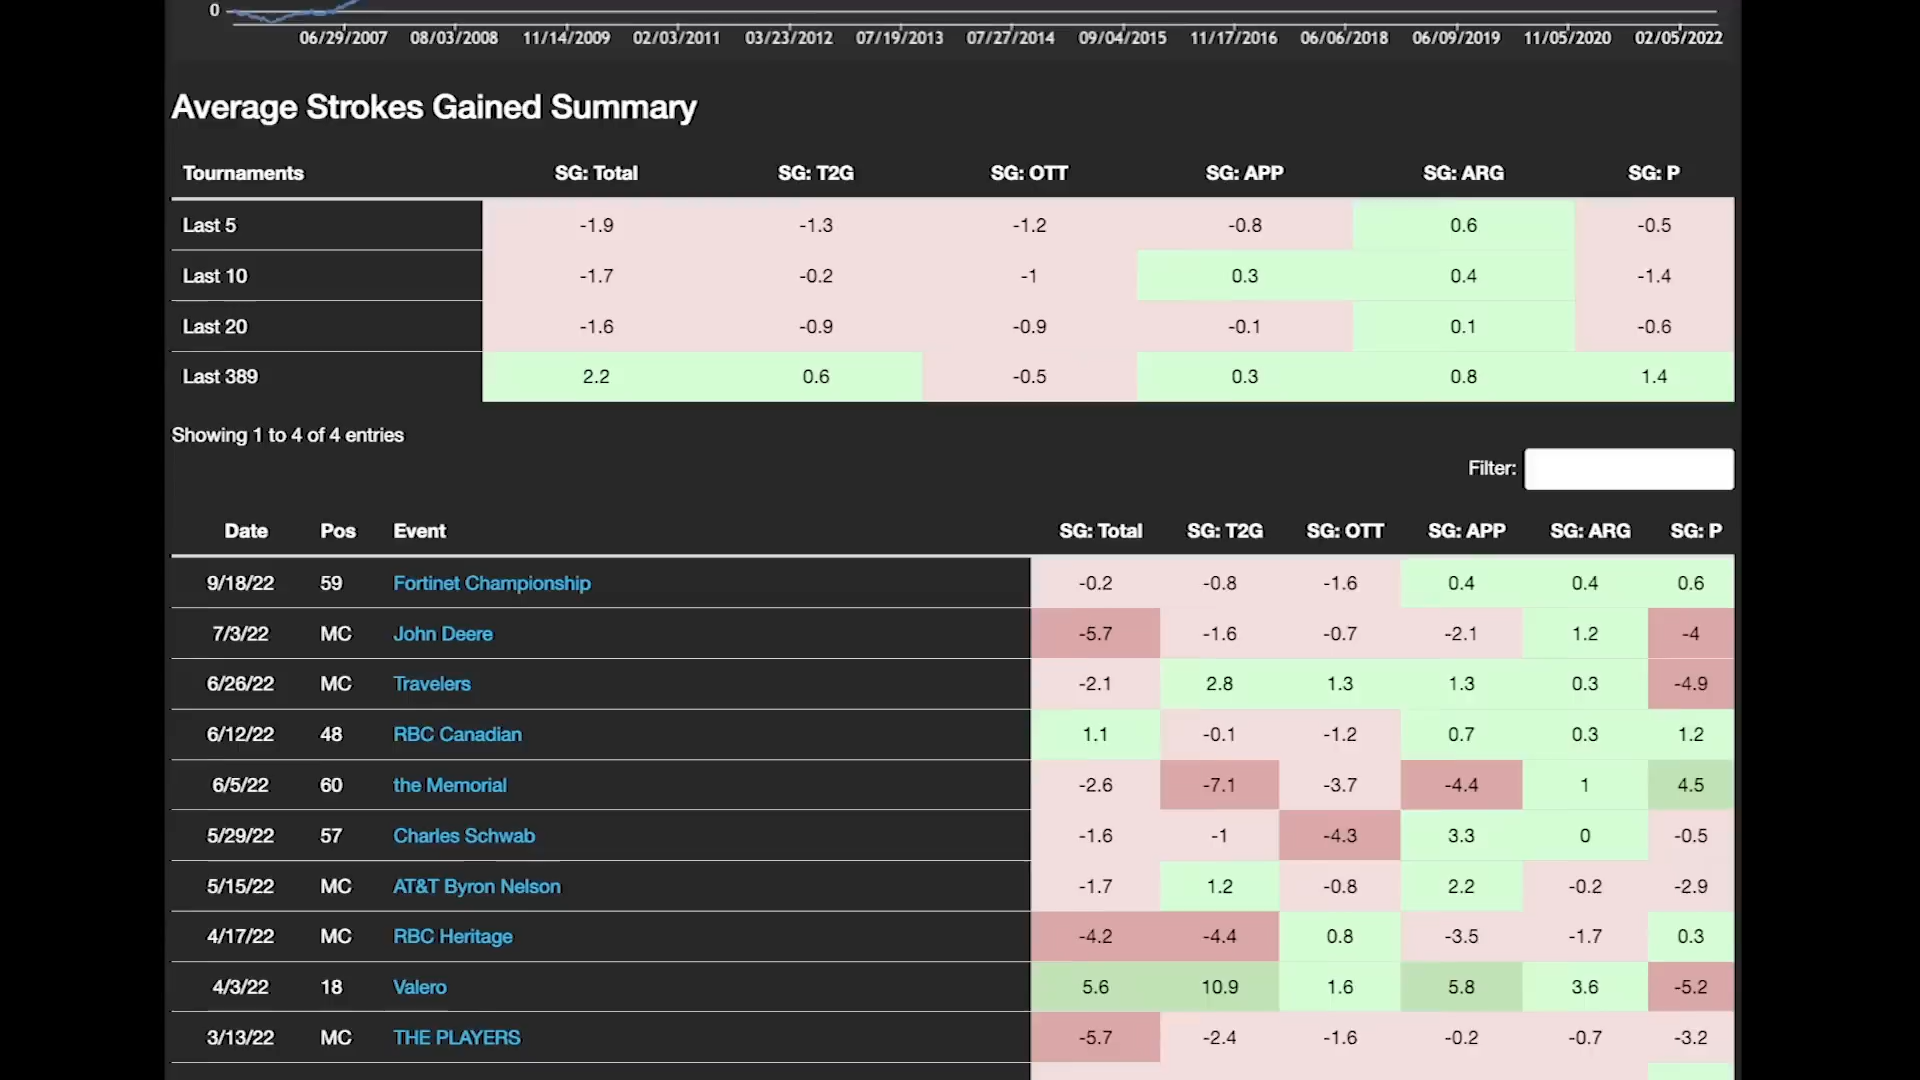 0
06/29/2007 08/03/2008 11/14/2009 02/03/2011 03/23/2012 07/19/2013 07/27/2014 09/04/2015 11/17/2016 06/06/2018 06/09/2019 11/05/2020 02/05/2022
Average Strokes Gained Summary
Tournaments SG: Total SG: T2G SG: OTT SG: APP SG: ARG SG: P
Last 5 -1.9 -1.3 -1.2 -0.8 0.6 -0.5
Last 10 -1.7 -0.2 -1 0.3 0.4 -1.4
Last 20 -1.6 -0.9 -0.9 -0.1 0.1 -0.6
Last 389 2.2 0.6 -0.5 0.3 0.8 1.4
Showing 1 to 4 of 4 entries
Filter:
Date Pos Event SG: Total SG: T2G SG: OTT SG: APP SG: ARG SG: P
9/18/22 59 Fortinet Championship -0.2 -0.8 -1.6 0.4 0.4 0.6
7/3/22 MC John Deere -5.7 -1.6 -0.7 -2.1 1.2 -4
6/26/22 MC Travelers -2.1 2.8 1.3 1.3 0.3 -4.9
6/12/22 48 RBC Canadian 1.1 -0.1 -1.2 0.7 0.3 1.2
6/5/22 60 the Memorial -2.6 -7.1 -3.7 -4.4 1 4.5
5/29/22 57 Charles Schwab -1.6 -1 -4.3 3.3 0 -0.5
5/15/22 MC AT&T Byron Nelson -1.7 1.2 -0.8 2.2 -0.2 -2.9
4/17/22 MC RBC Heritage -4.2 -4.4 0.8 -3.5 -1.7 0.3
4/3/22 18 Valero 5.6 10.9 1.6 5.8 3.6 -5.2
3/13/22 MC THE PLAYERS -5.7 -2.4 -1.6 -0.2 -0.7 -3.2